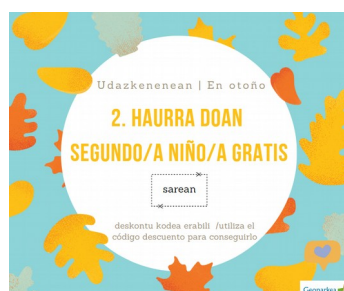 Udazkenenean | En otoño
2. HAURRA DOAN
SEGUNDO/A NIÑO/A GRATIS
sarean
deskontu kodea erabili /utiliza el
código descuento para conseguirlo
Geoparkea